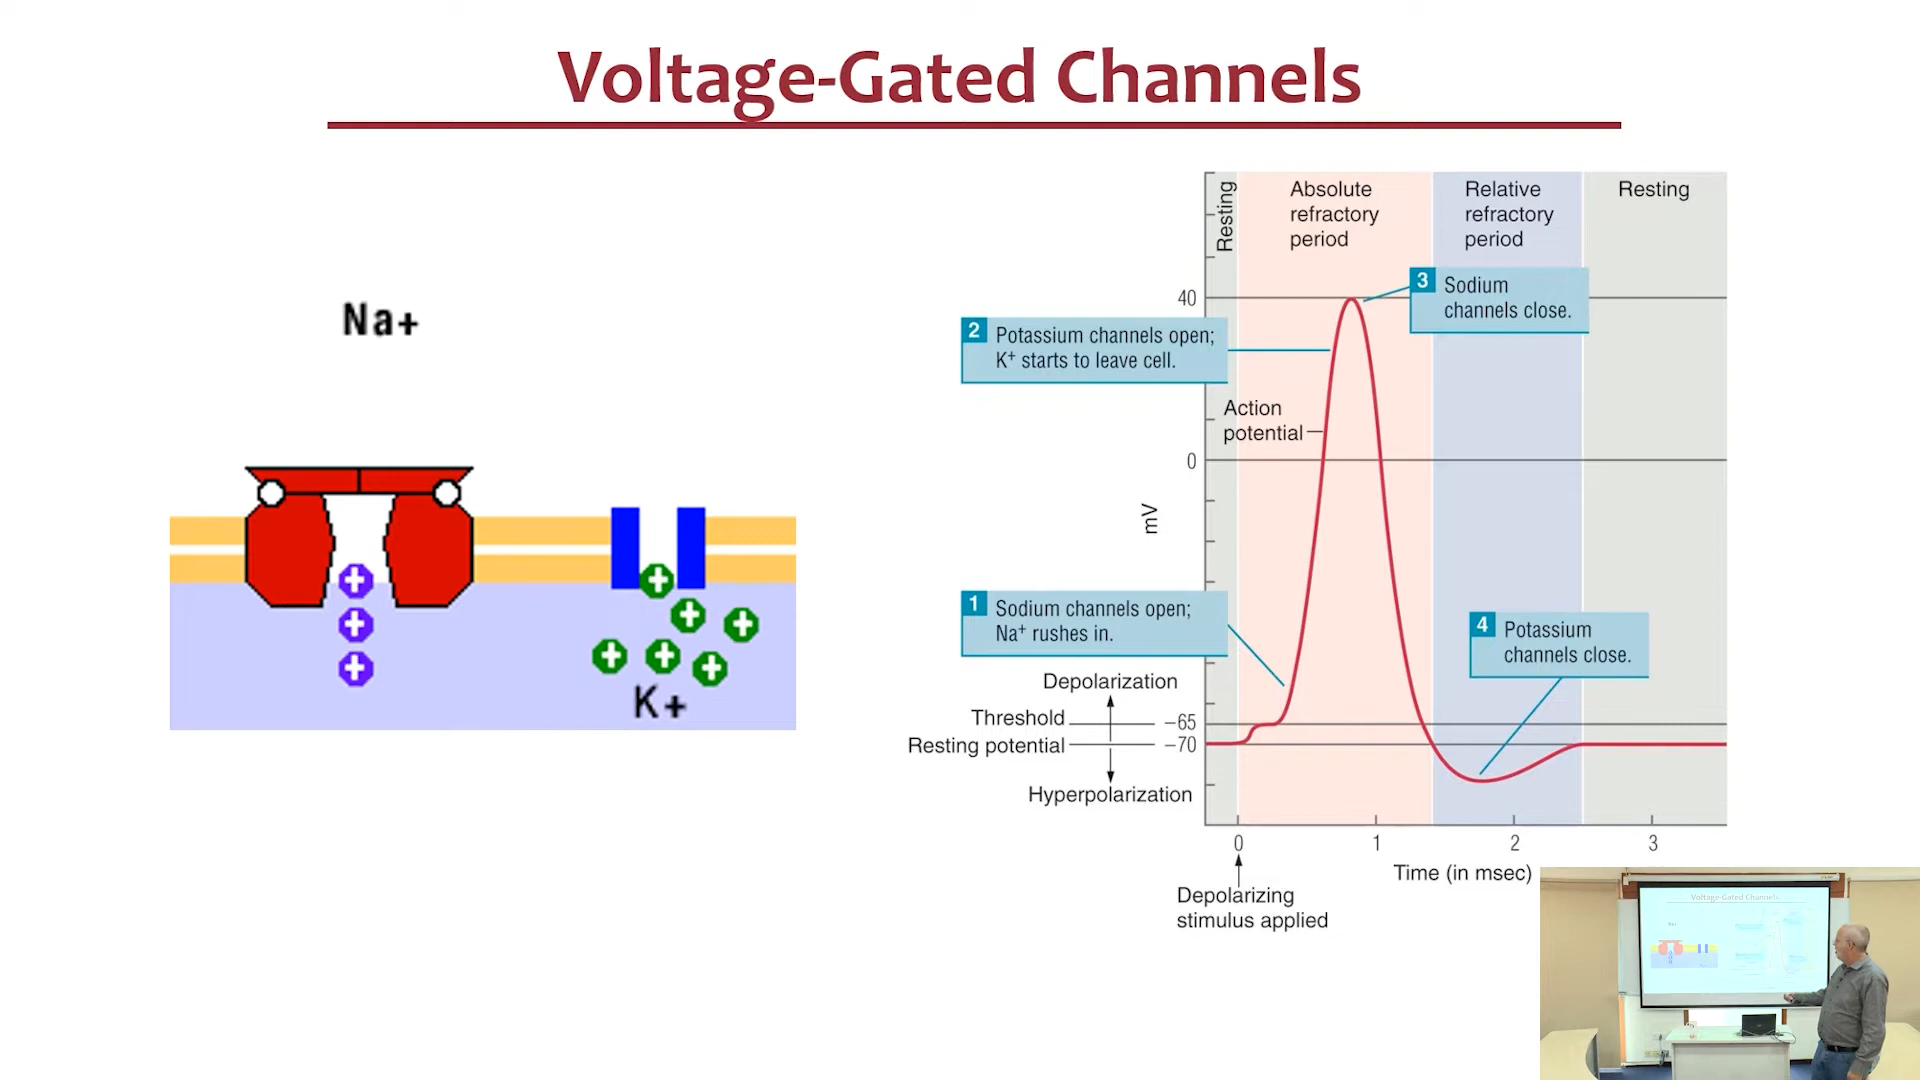 Voltage-Gated Channels
Na+
K+
Resting
Absolute
refractory
period
Relative
refractory
period
Resting
40
3 Sodium
channels close.
2 Potassium channels open;
K⁺ starts to leave cell.
Action
potential
0
mV
1 Sodium channels open;
Na⁺ rushes in.
4 Potassium
channels close.
Depolarization
Threshold
−65
Resting potential
−70
Hyperpolarization
0
1
2
3
Time (in msec)
Depolarizing
stimulus applied
Voltage-Gated Channels